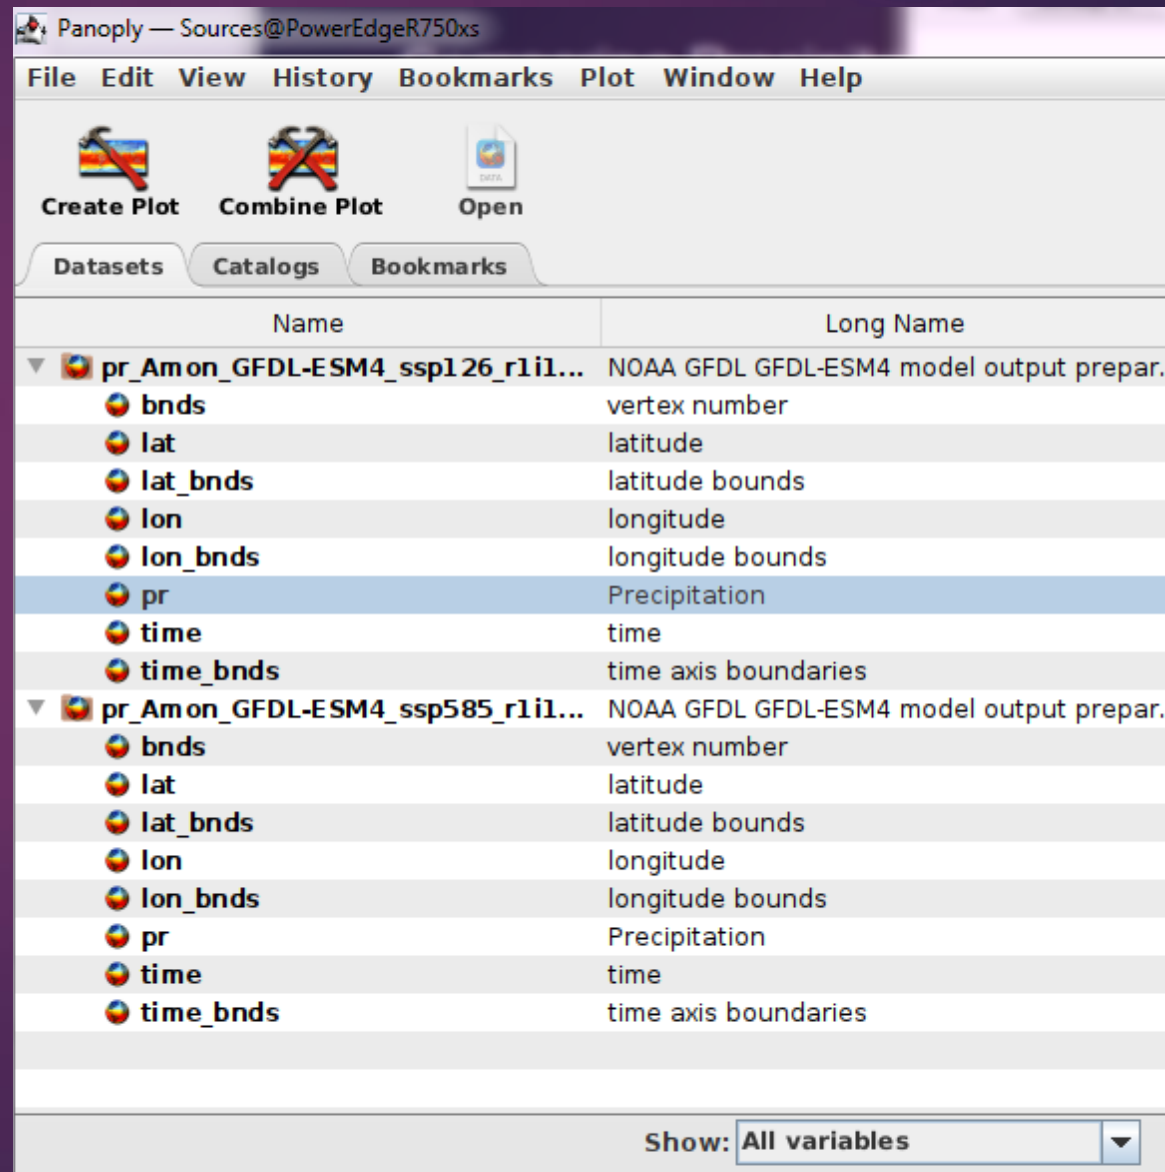 Panoply — Sources@PowerEdgeR750xs
File Edit View History Bookmarks Plot Window Help
Create Plot Combine Plot Open
Datasets Catalogs Bookmarks
Name Long Name
pr_Amon_GFDL-ESM4_ssp126_r1i1... NOAA GFDL GFDL-ESM4 model output prepar.
bnds vertex number
lat latitude
lat_bnds latitude bounds
lon longitude
lon_bnds longitude bounds
pr Precipitation
time time
time_bnds time axis boundaries
pr_Amon_GFDL-ESM4_ssp585_r1i1... NOAA GFDL GFDL-ESM4 model output prepar.
bnds vertex number
lat latitude
lat_bnds latitude bounds
lon longitude
lon_bnds longitude bounds
pr Precipitation
time time
time_bnds time axis boundaries
Show: All variables